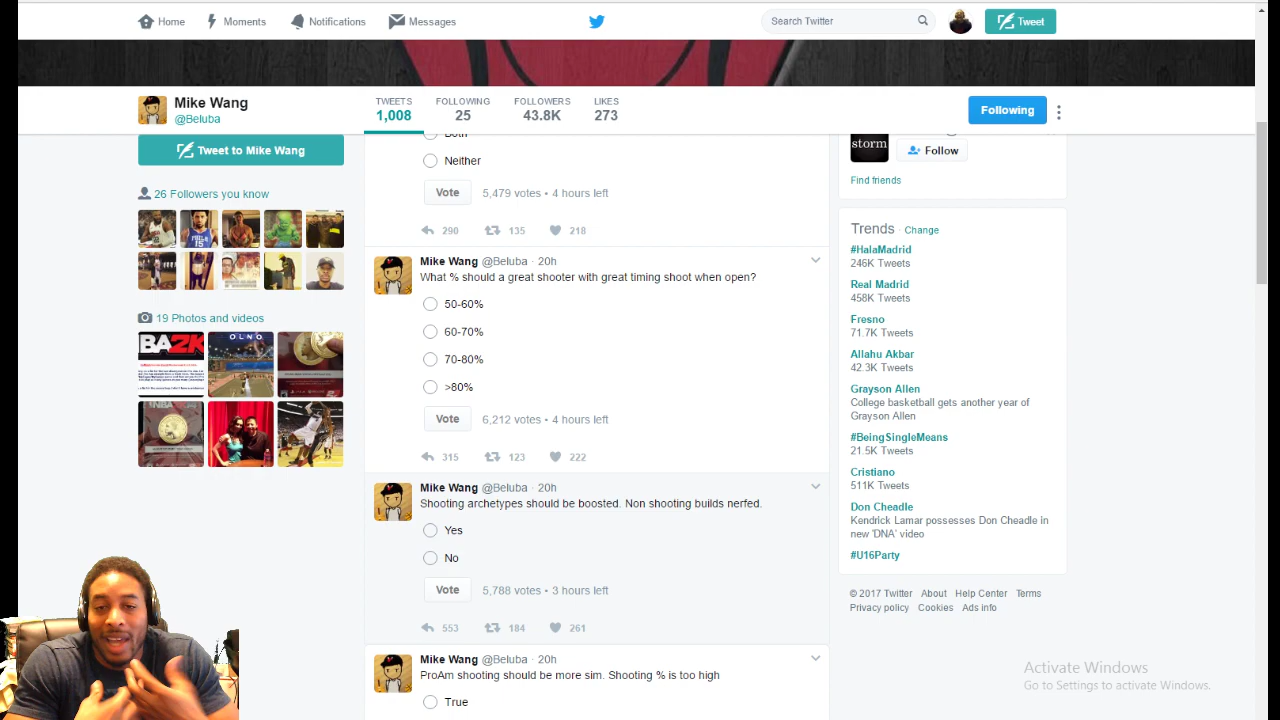 Home
Moments
Notifications
Messages
Search Twitter
Tweet
Mike Wang
@Beluba
TWEETS
1,008
FOLLOWING
25
FOLLOWERS
43.8K
LIKES
273
Following
Tweet to Mike Wang
26 Followers you know
19 Photos and videos
BA2K
OLNO
Both
Neither
Vote 5,479 votes • 4 hours left
290 135 218
Mike Wang @Beluba · 20h
What % should a great shooter with great timing shoot when open?
50-60%
60-70%
70-80%
>80%
Vote 6,212 votes • 4 hours left
315 123 222
Mike Wang @Beluba · 20h
Shooting archetypes should be boosted. Non shooting builds nerfed.
Yes
No
Vote 5,788 votes • 3 hours left
553 184 261
Mike Wang @Beluba · 20h
ProAm shooting should be more sim. Shooting % is too high
True
storm
Follow
Find friends
Trends · Change
#HalaMadrid
246K Tweets
Real Madrid
458K Tweets
Fresno
71.7K Tweets
Allahu Akbar
42.3K Tweets
Grayson Allen
College basketball gets another year of
Grayson Allen
#BeingSingleMeans
21.5K Tweets
Cristiano
511K Tweets
Don Cheadle
Kendrick Lamar possesses Don Cheadle in
new 'DNA' video
#U16Party
© 2017 Twitter About Help Center Terms
Privacy policy Cookies Ads info
Activate Windows
Go to Settings to activate Windows.